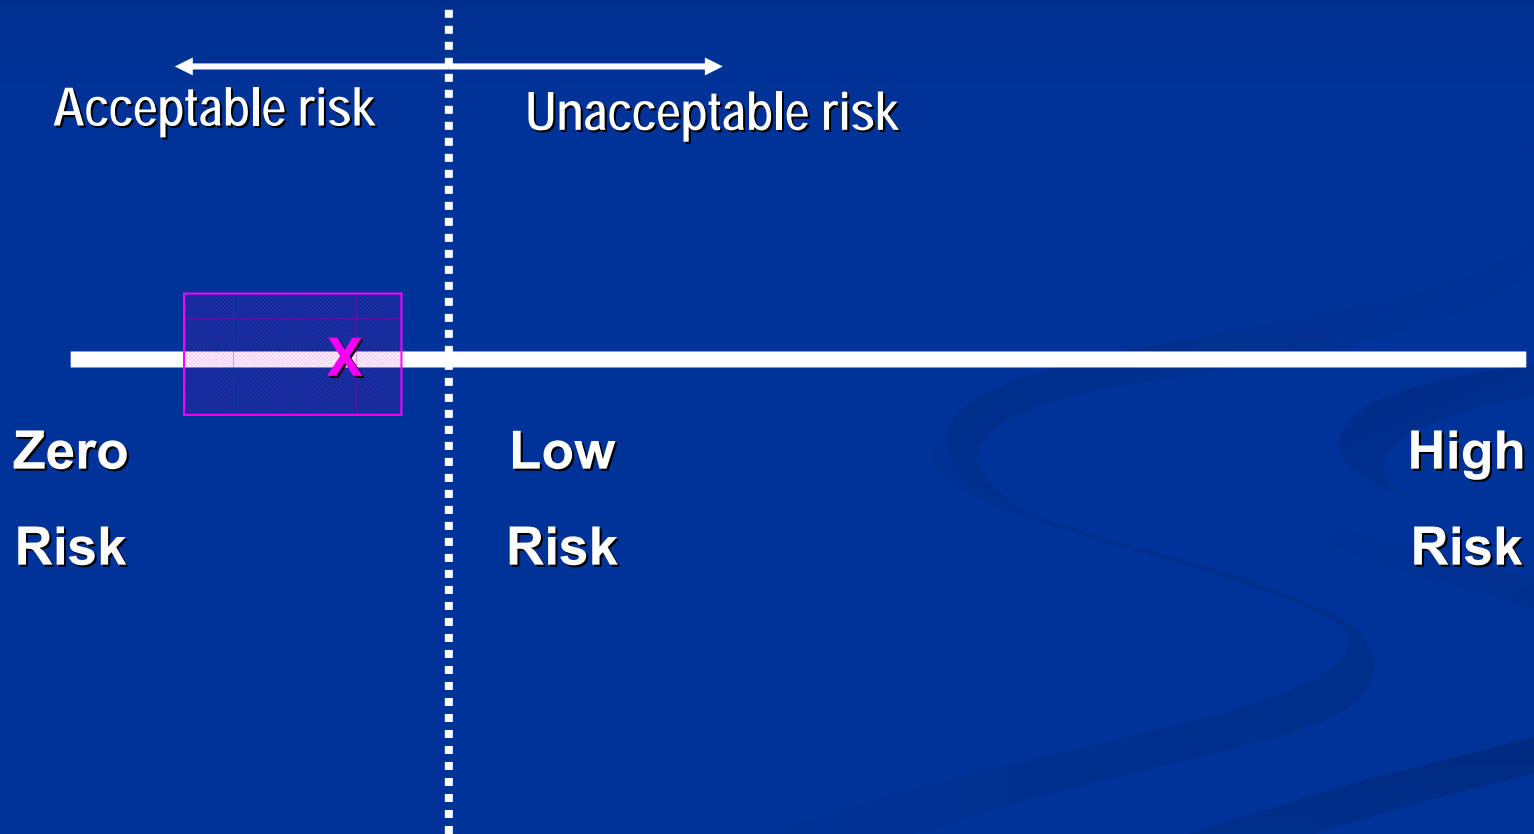 Acceptable risk
Unacceptable risk
X
Zero
Low
High
Risk
Risk
Risk